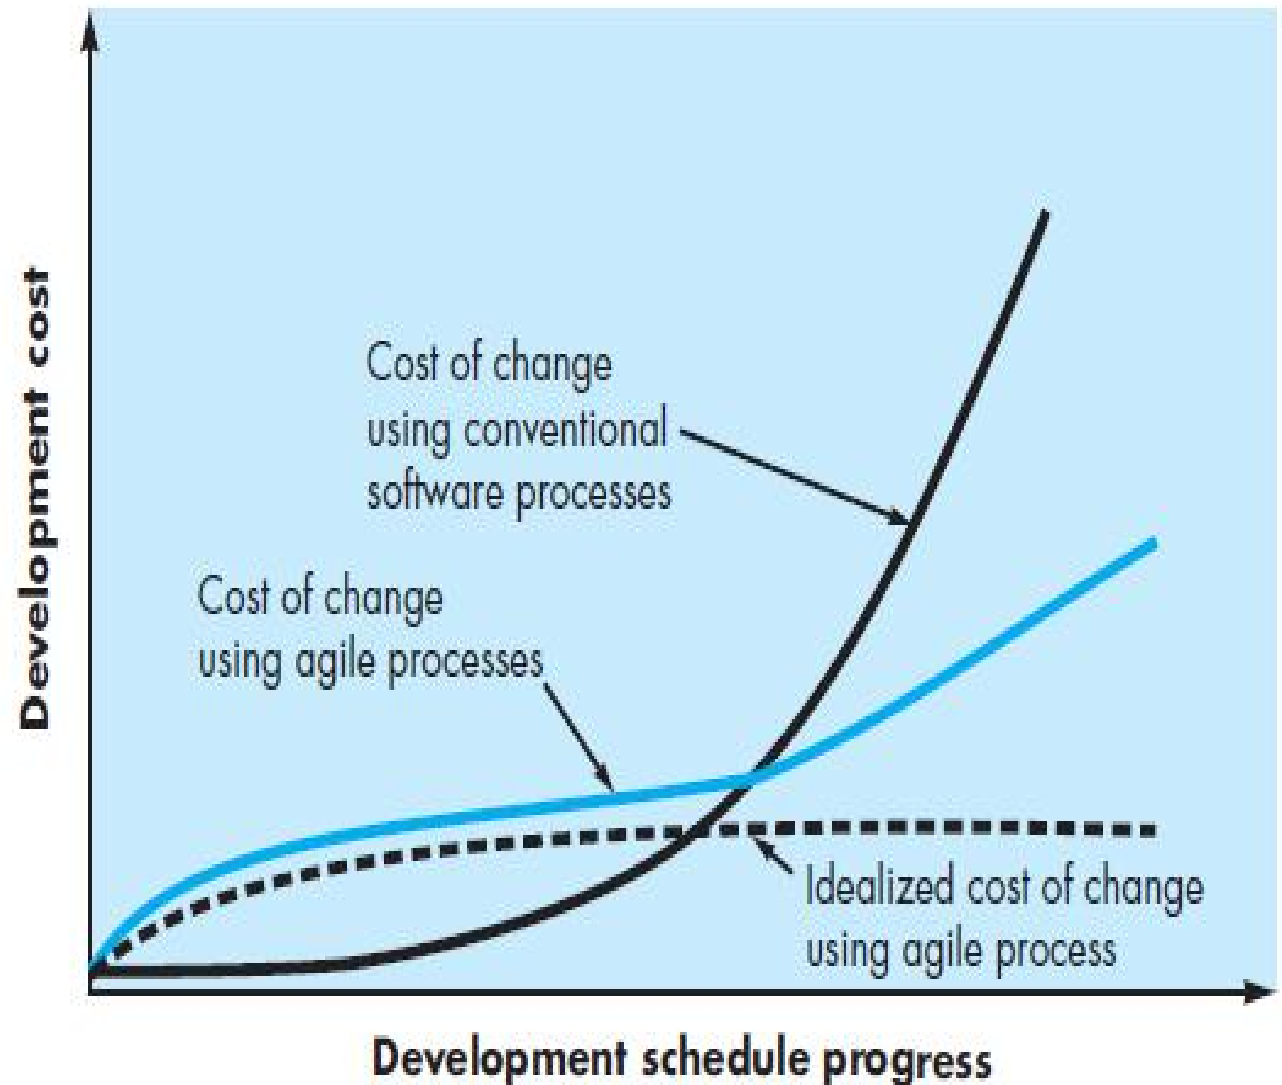 Development cost
Cost of change
using conventional
software processes
Cost of change
using agile processes
Idealized cost of change
using agile process
Development schedule progress